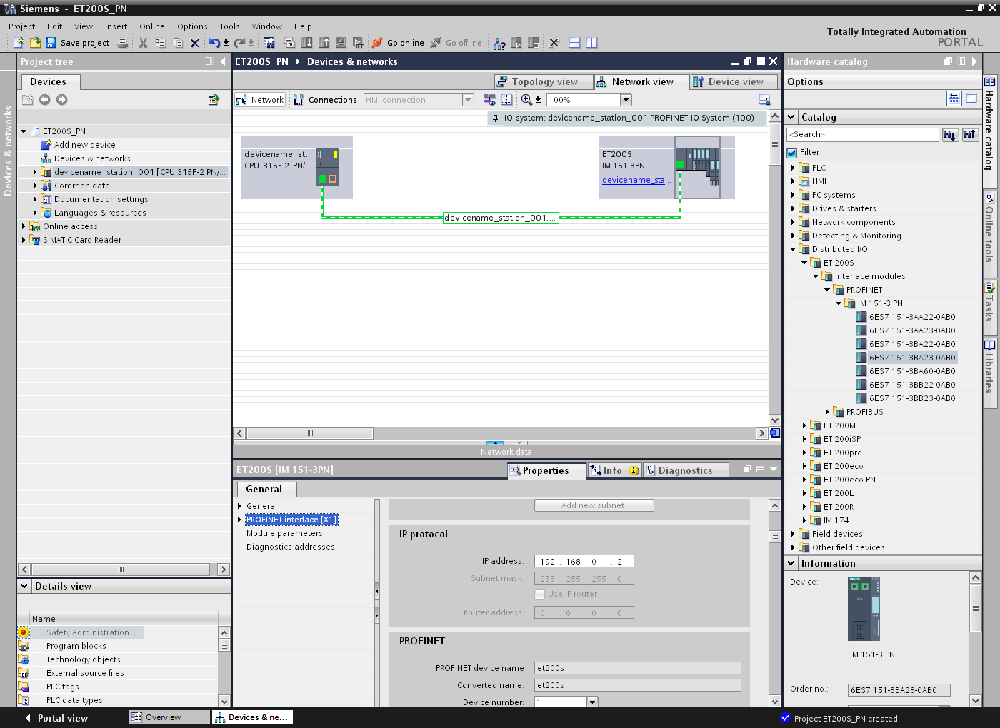 Siemens - ET200S_PN
Project Edit View Insert Online Options Tools Window Help
Save project
Go online
Go offline
Totally Integrated Automation
PORTAL
Project tree
Devices
ET200S_PN
Add new device
Devices & networks
devicename_station_001 [CPU 315F-2 PN/...
Common data
Documentation settings
Languages & resources
Online access
SIMATIC Card Reader
Details view
Name
Safety Administration
Program blocks
Technology objects
External source files
PLC tags
PLC data types
Devices & networks
ET200S_PN Devices & networks
Topology view
Network view
Device view
Network
Connections
HMI connection
100%
IO system: devicename_station_001.PROFINET IO-System (100)
devicename_st...
CPU 315F-2 PN/...
ET200S
IM 151-3PN
devicename_sta...
devicename_station_001....
Network data
ET200S [IM 151-3PN]
Properties
Info
Diagnostics
General
General
PROFINET interface [X1]
Module parameters
Diagnostics addresses
Add new subnet
IP protocol
IP address: 192 . 168 . 0 . 2
Subnet mask: 255 . 255 . 255 . 0
Use IP router
Router address: 0 . 0 . 0 . 0
PROFINET
PROFINET device name et200s
Converted name: et200s
Device number: 1
Hardware catalog
Options
Catalog
<Search>
Filter
PLC
HMI
PC systems
Drives & starters
Network components
Detecting & Monitoring
Distributed I/O
ET 200S
Interface modules
PROFINET
IM 151-3 PN
6ES7 151-3AA22-0AB0
6ES7 151-3AA23-0AB0
6ES7 151-3BA22-0AB0
6ES7 151-3BA23-0AB0
6ES7 151-3BA60-0AB0
6ES7 151-3BB22-0AB0
6ES7 151-3BB23-0AB0
PROFIBUS
ET 200M
ET 200iSP
ET 200pro
ET 200eco
ET 200eco PN
ET 200L
ET 200R
IM 174
Field devices
Other field devices
Information
Device:
IM 151-3 PN
Order no.: 6ES7 151-3BA23-0AB0
Hardware catalog
Online tools
Tasks
Libraries
Portal view
Overview
Devices & ne...
Project ET200S_PN created.